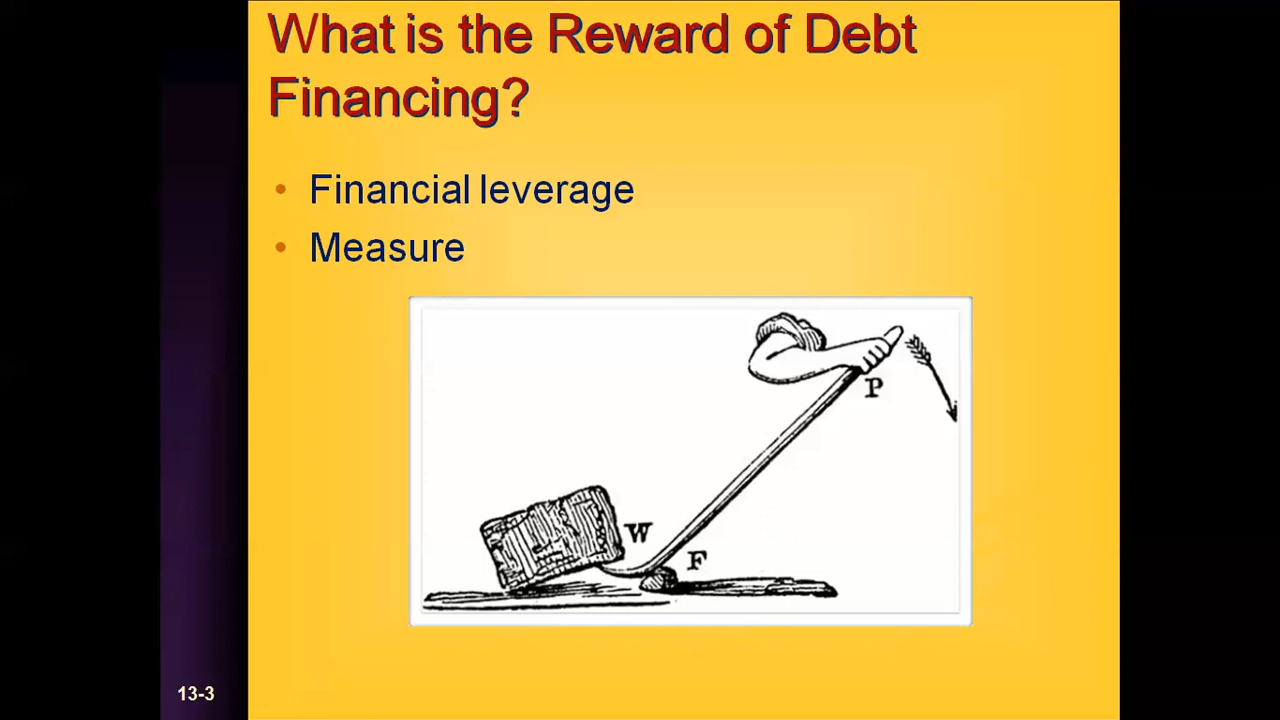 What is the Reward of Debt
Financing?
• Financial leverage
• Measure
P
W
F
13-3